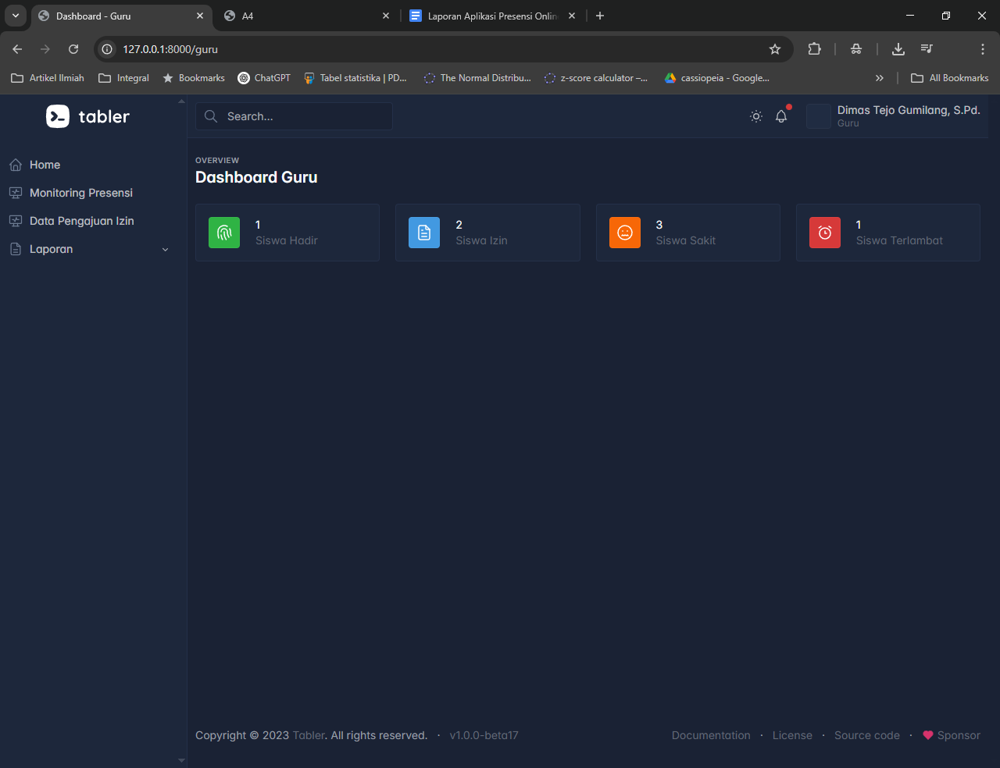 Dashboard - Guru
A4
Laporan Aplikasi Presensi Onlin
127.0.0.1:8000/guru
Artikel Ilmiah
Integral
Bookmarks
ChatGPT
Tabel statistika | PD...
The Normal Distribu...
z-score calculator –...
cassiopeia - Google...
All Bookmarks
tabler
Search...
Dimas Tejo Gumilang, S.Pd.
Guru
Home
Monitoring Presensi
Data Pengajuan Izin
Laporan
OVERVIEW
Dashboard Guru
1
Siswa Hadir
2
Siswa Izin
3
Siswa Sakit
1
Siswa Terlambat
Copyright © 2023 Tabler. All rights reserved. · v1.0.0-beta17
Documentation · License · Source code · Sponsor